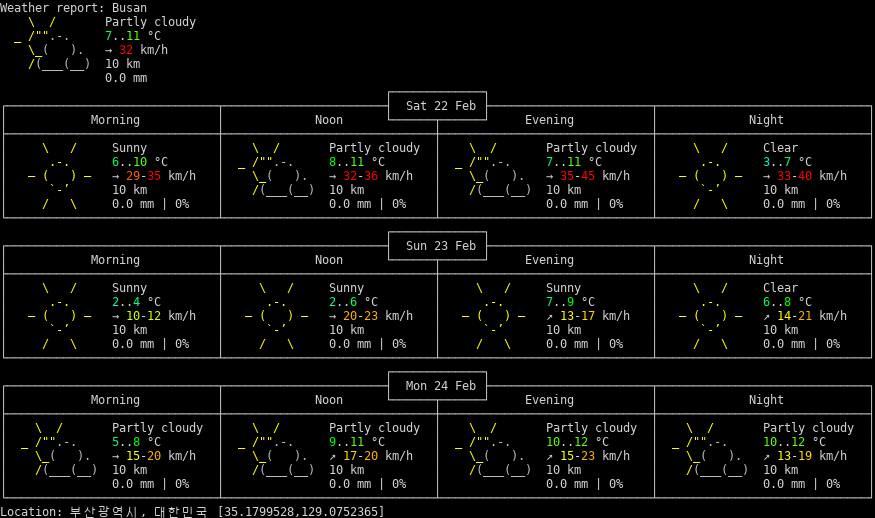 Weather report: Busan
Partly cloudy
7..11 °C
→ 32 km/h
10 km
0.0 mm
Sat 22 Feb
Morning Noon Evening Night
Sunny Partly cloudy Partly cloudy Clear
6..10 °C 8..11 °C 7..11 °C 3..7 °C
→ 29-35 km/h → 32-36 km/h → 35-45 km/h → 33-40 km/h
10 km 10 km 10 km 10 km
0.0 mm | 0% 0.0 mm | 0% 0.0 mm | 0% 0.0 mm | 0%
Sun 23 Feb
Morning Noon Evening Night
Sunny Sunny Sunny Clear
2..4 °C 2..6 °C 7..9 °C 6..8 °C
→ 10-12 km/h → 20-23 km/h ↗ 13-17 km/h ↗ 14-21 km/h
10 km 10 km 10 km 10 km
0.0 mm | 0% 0.0 mm | 0% 0.0 mm | 0% 0.0 mm | 0%
Mon 24 Feb
Morning Noon Evening Night
Partly cloudy Partly cloudy Partly cloudy Partly cloudy
5..8 °C 9..11 °C 10..12 °C 10..12 °C
→ 15-20 km/h ↗ 17-20 km/h ↗ 15-23 km/h ↗ 13-19 km/h
10 km 10 km 10 km 10 km
0.0 mm | 0% 0.0 mm | 0% 0.0 mm | 0% 0.0 mm | 0%
Location: 부산광역시, 대한민국 [35.1799528,129.0752365]